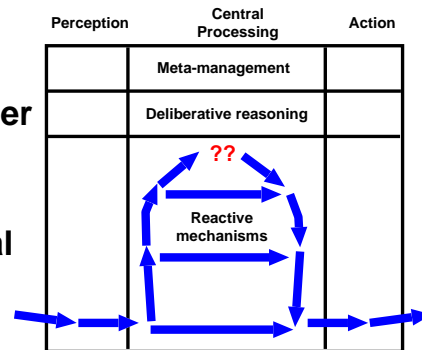 Perception
Central
Processing
Action
Meta-management
er
Deliberative reasoning
??
Reactive
mechanisms
al